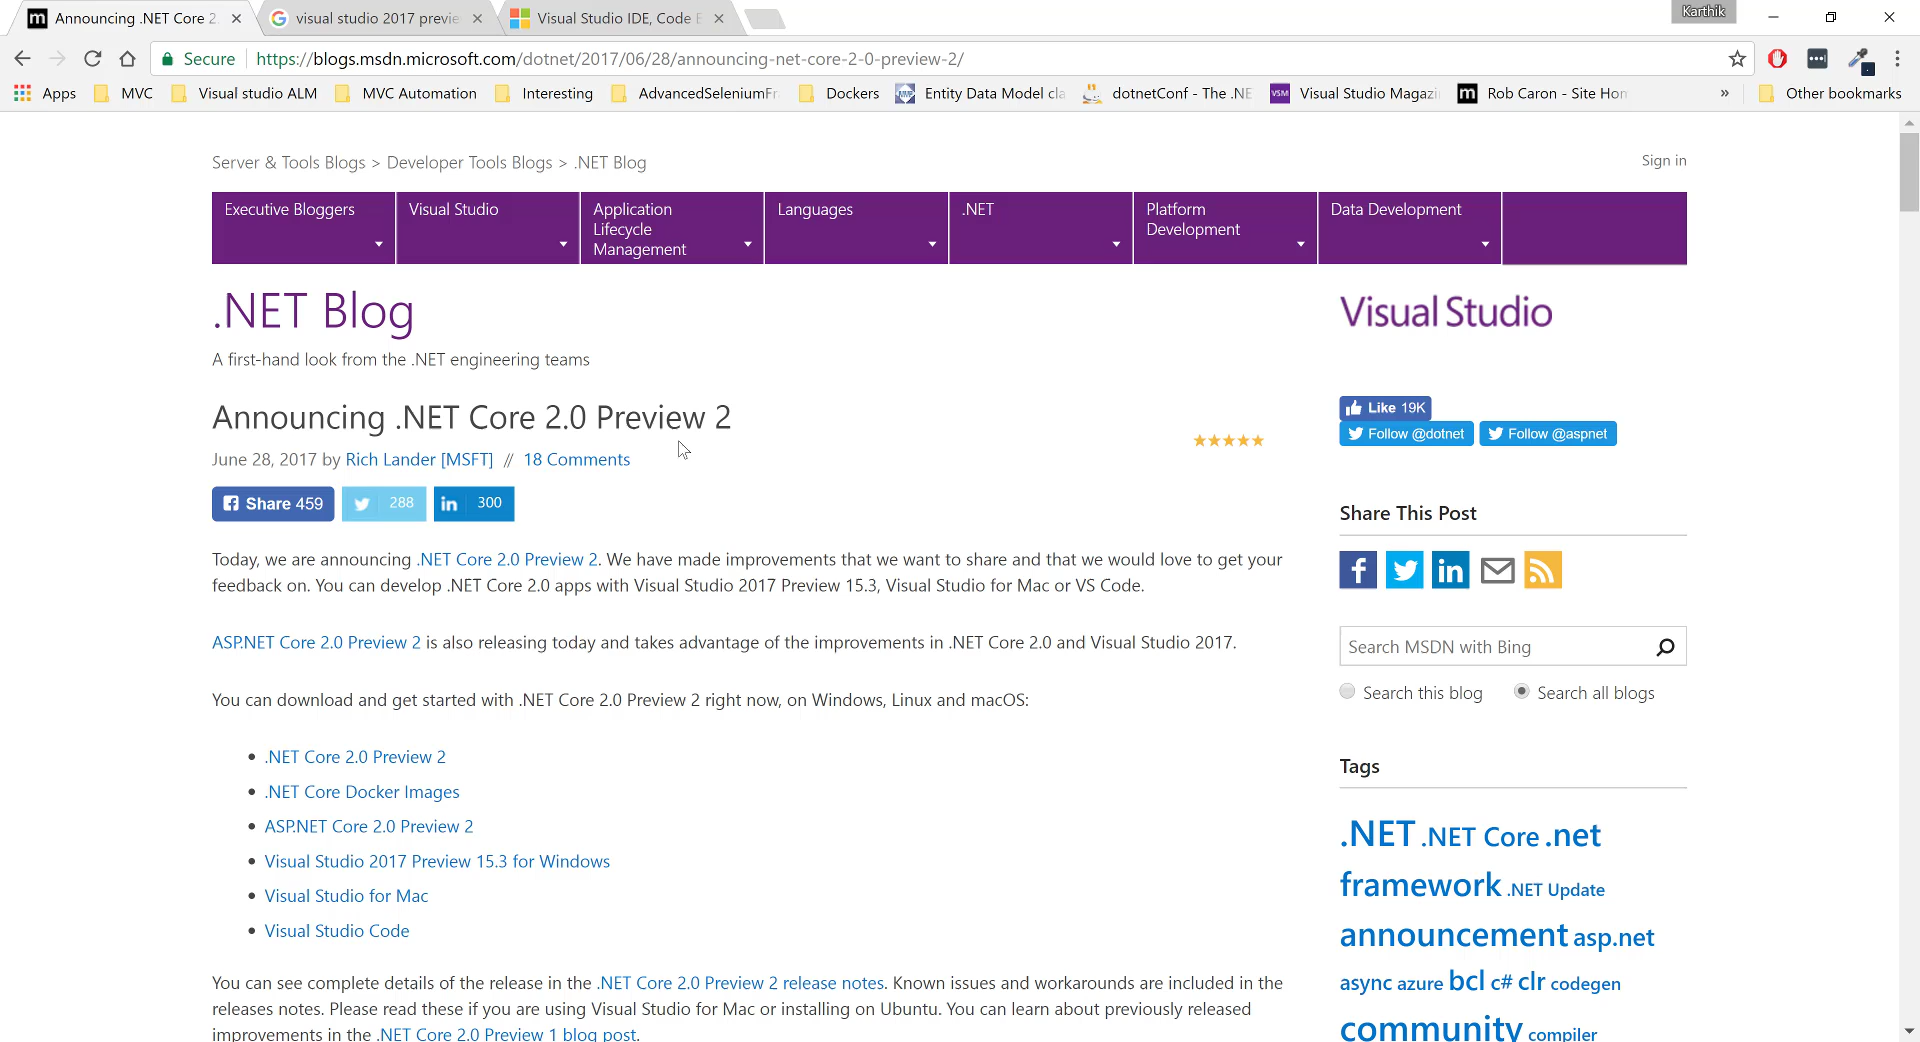 Announcing .NET Core 2.
visual studio 2017 previe
Visual Studio IDE, Code E
Karthik
Secure
https://blogs.msdn.microsoft.com/dotnet/2017/06/28/announcing-net-core-2-0-preview-2/
Apps
MVC
Visual studio ALM
MVC Automation
Interesting
AdvancedSeleniumFr
Dockers
Entity Data Model cla
dotnetConf - The .NE
VSM
Visual Studio Magazi
Rob Caron - Site Hom
»
Other bookmarks
Server & Tools Blogs > Developer Tools Blogs > .NET Blog
Sign in
Executive Bloggers
Visual Studio
Application
Lifecycle
Management
Languages
.NET
Platform
Development
Data Development
.NET Blog
Visual Studio
A first-hand look from the .NET engineering teams
Announcing .NET Core 2.0 Preview 2
June 28, 2017 by Rich Lander [MSFT] // 18 Comments
Like 19K
Follow @dotnet
Follow @aspnet
Share 459
288
in 300
Share This Post
Today, we are announcing .NET Core 2.0 Preview 2. We have made improvements that we want to share and that we would love to get your
feedback on. You can develop .NET Core 2.0 apps with Visual Studio 2017 Preview 15.3, Visual Studio for Mac or VS Code.
ASP.NET Core 2.0 Preview 2 is also releasing today and takes advantage of the improvements in .NET Core 2.0 and Visual Studio 2017.
Search MSDN with Bing
Search this blog
Search all blogs
You can download and get started with .NET Core 2.0 Preview 2 right now, on Windows, Linux and macOS:
• .NET Core 2.0 Preview 2
• .NET Core Docker Images
• ASP.NET Core 2.0 Preview 2
• Visual Studio 2017 Preview 15.3 for Windows
• Visual Studio for Mac
• Visual Studio Code
Tags
.NET .NET Core .net
framework .NET Update
announcement asp.net
async azure bcl c# clr codegen
community compiler
You can see complete details of the release in the .NET Core 2.0 Preview 2 release notes. Known issues and workarounds are included in the
releases notes. Please read these if you are using Visual Studio for Mac or installing on Ubuntu. You can learn about previously released
improvements in the .NET Core 2.0 Preview 1 blog post.